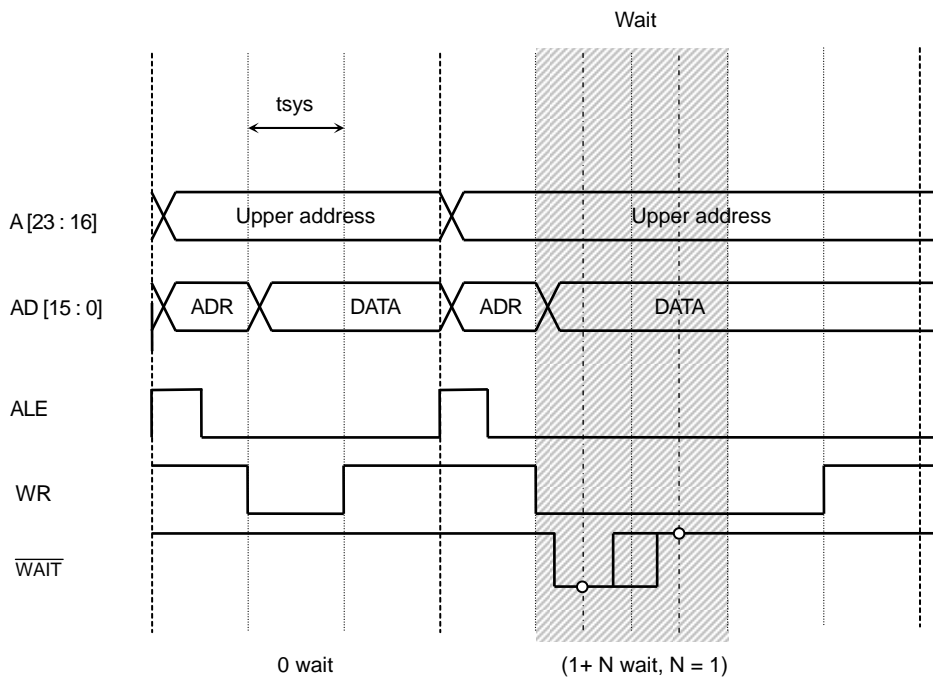 Wait
tsys
A [23 : 16]
Upper address
Upper address
AD [15 : 0]
ADR
DATA
ADR
DATA
ALE
WR
WAIT
0 wait
(1+ N wait, N = 1)